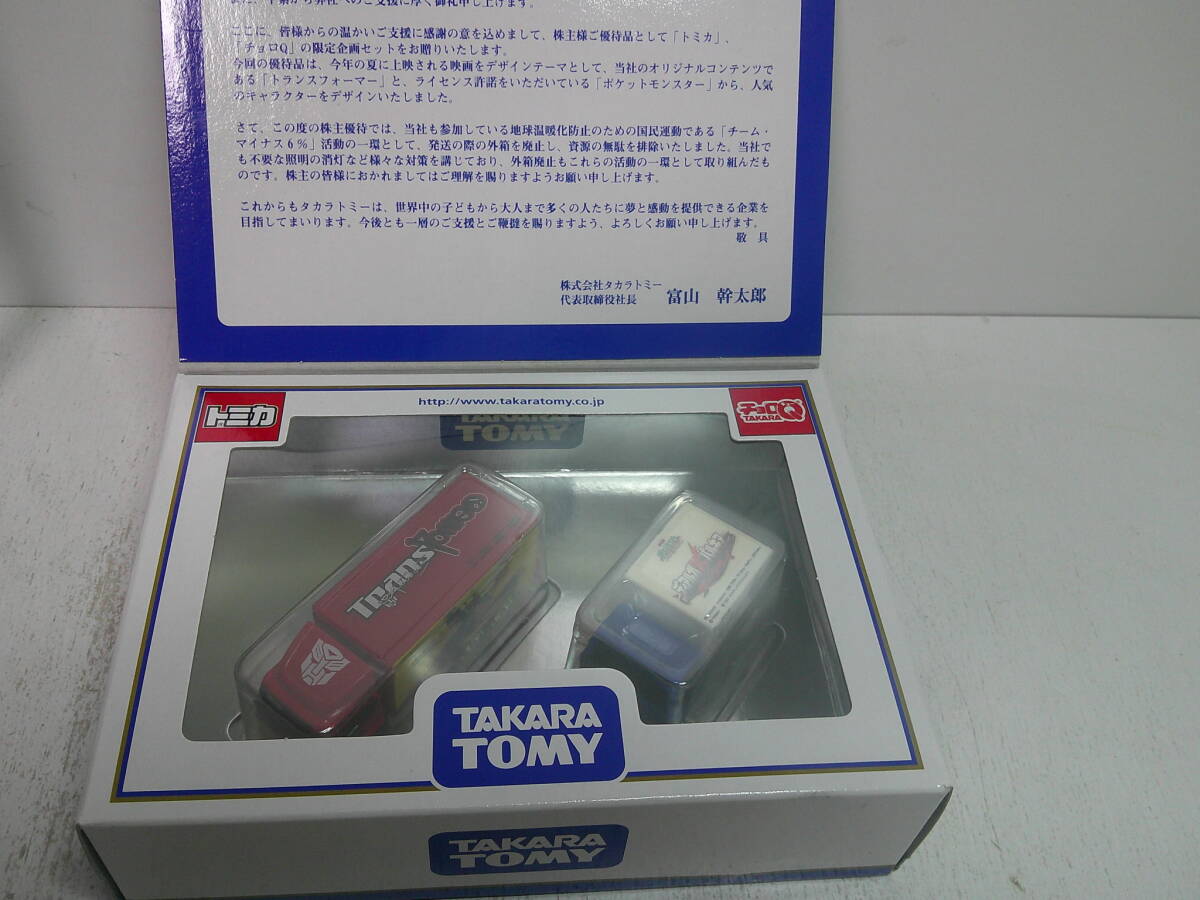 また、平素から弊社へのご支援に厚く御礼申し上げます。
ここに、皆様からの温かいご支援に感謝の意を込めまして、株主様ご優待品として「トミカ」、
「チョロQ」の限定企画セットをお贈りいたします。
今回の優待品は、今年の夏に上映される映画をデザインテーマとして、当社のオリジナルコンテンツで
ある「トランスフォーマー」と、ライセンス許諾をいただいている「ポケットモンスター」から、人気
のキャラクターをデザインいたしました。
さて、この度の株主優待では、当社も参加している地球温暖化防止のための国民運動である「チーム・
マイナス6%」活動の一環として、発送の際の外箱を廃止し、資源の無駄を排除いたしました。当社で
も不要な照明の消灯など様々な対策を講じており、外箱廃止もこれらの活動の一環として取り組んだも
のです。株主の皆様におかれましてはご理解を賜りますようお願い申し上げます。
これからもタカラトミーは、世界中の子どもから大人まで多くの人たちに夢と感動を提供できる企業を
目指してまいります。今後とも一層のご支援とご鞭撻を賜りますよう、よろしくお願い申し上げます。
敬 具
株式会社タカラトミー
代表取締役社長 富山 幹太郎
トミカ
http://www.takaratomy.co.jp
チョロQ
TAKARA
TAKARA
TOMY
Transformers
TAKARA
TOMY
TAKARA
TOMY